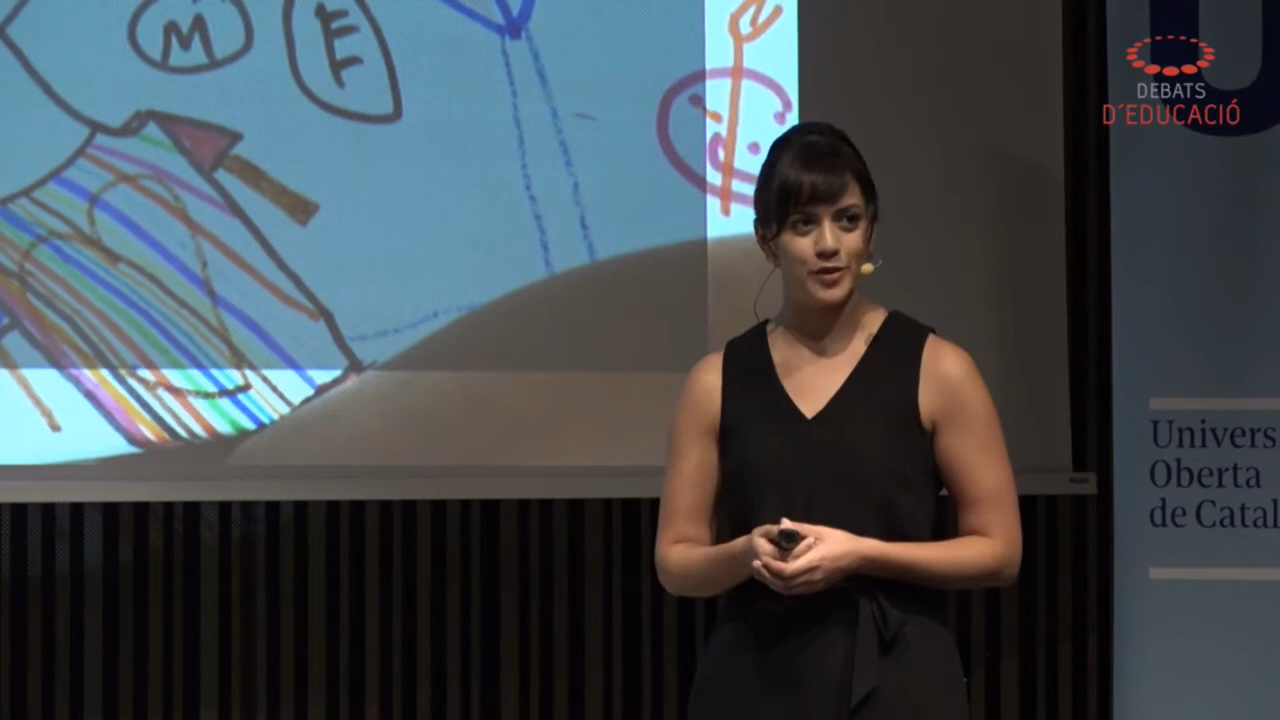 M
E
DEBATS
D'EDUCACIÓ
U
Univers
Oberta
de Catal